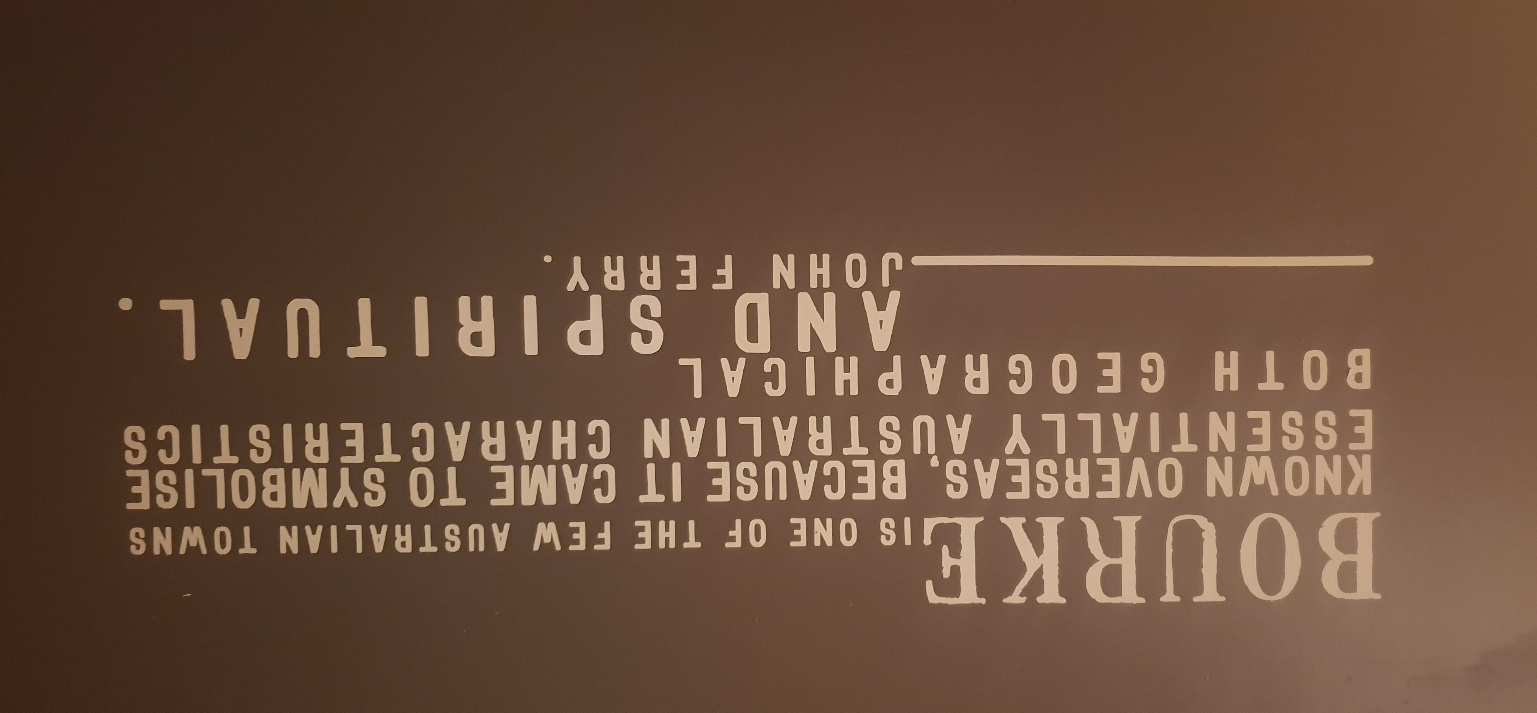 BOURKE IS ONE OF THE FEW AUSTRALIAN TOWNS
KNOWN OVERSEAS, BECAUSE IT CAME TO SYMBOLISE
ESSENTIALLY AUSTRALIAN CHARACTERISTICS
BOTH GEOGRAPHICAL
AND SPIRITUAL.
JOHN FERRY.